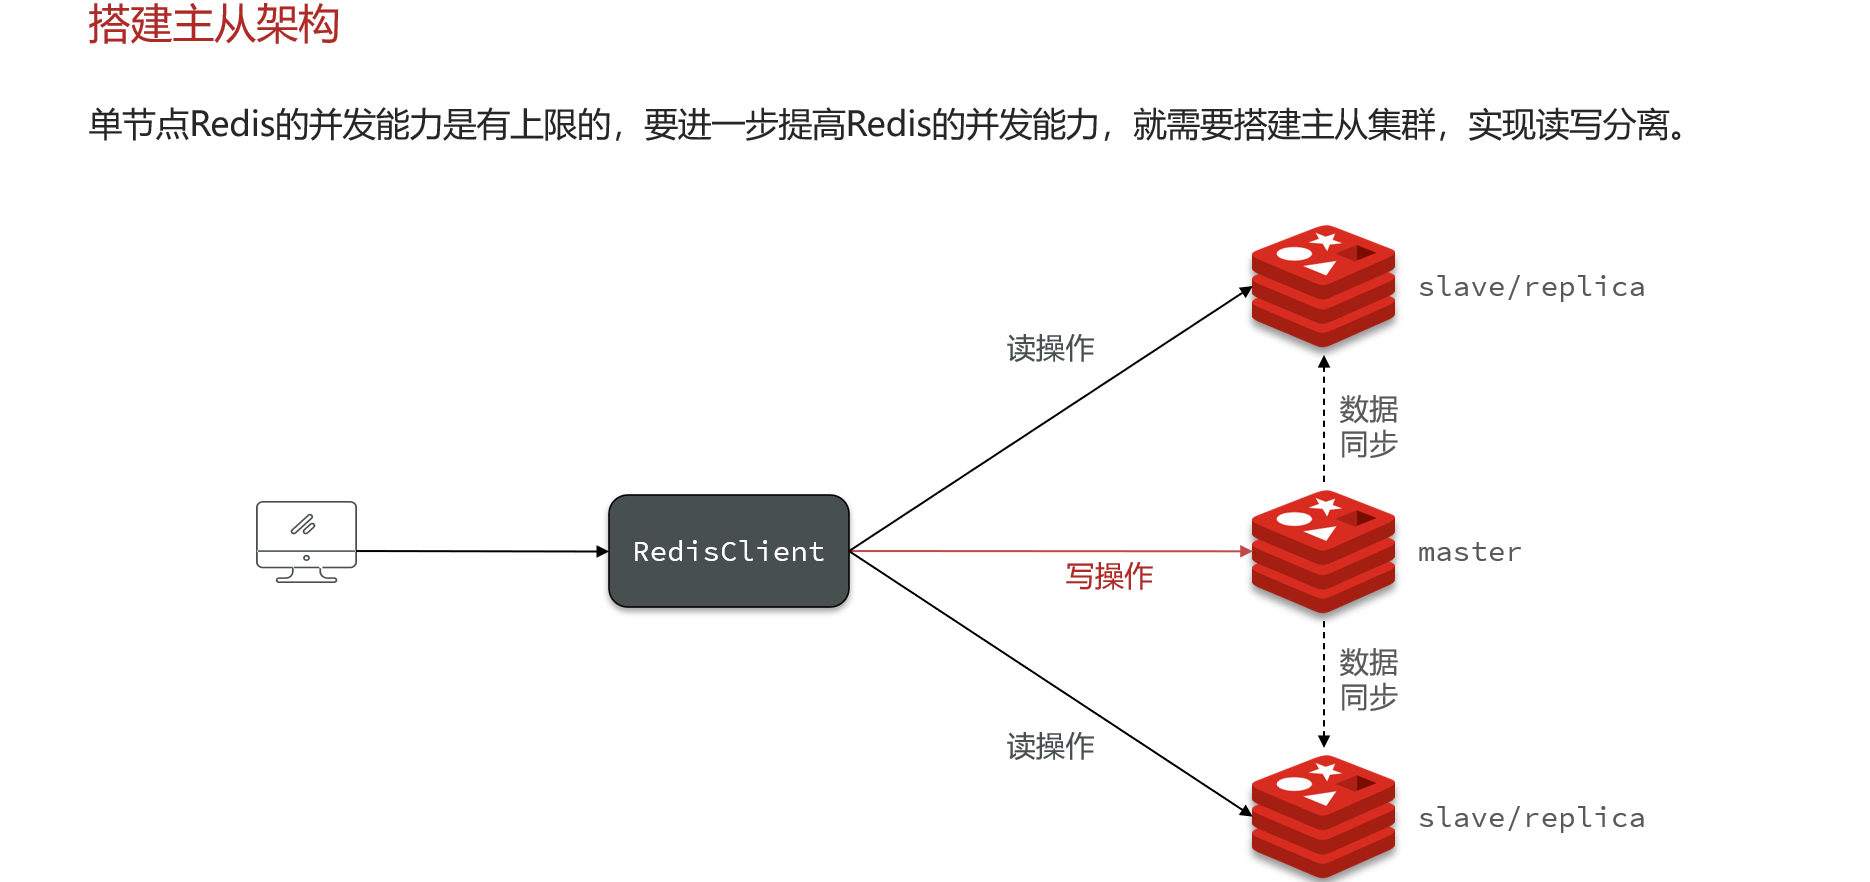 搭建主从架构
单节点Redis的并发能力是有上限的，要进一步提高Redis的并发能力，就需要搭建主从集群，实现读写分离。
slave/replica
读操作
数据
同步
RedisClient
master
写操作
数据
同步
读操作
slave/replica